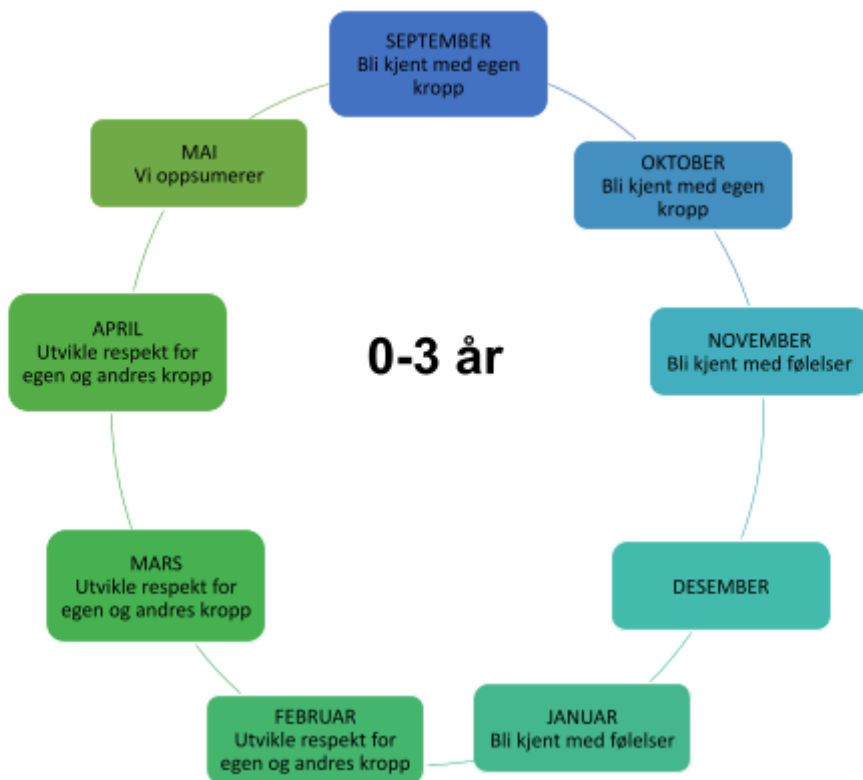 SEPTEMBER
Bli kjent med egen
kropp
OKTOBER
Bli kjent med egen
kropp
NOVEMBER
Bli kjent med følelser
DESEMBER
JANUAR
Bli kjent med følelser
FEBRUAR
Utvikle respekt for
egen og andres kropp
MARS
Utvikle respekt for
egen og andres kropp
APRIL
Utvikle respekt for
egen og andres kropp
MAI
Vi oppsumerer
0-3 år